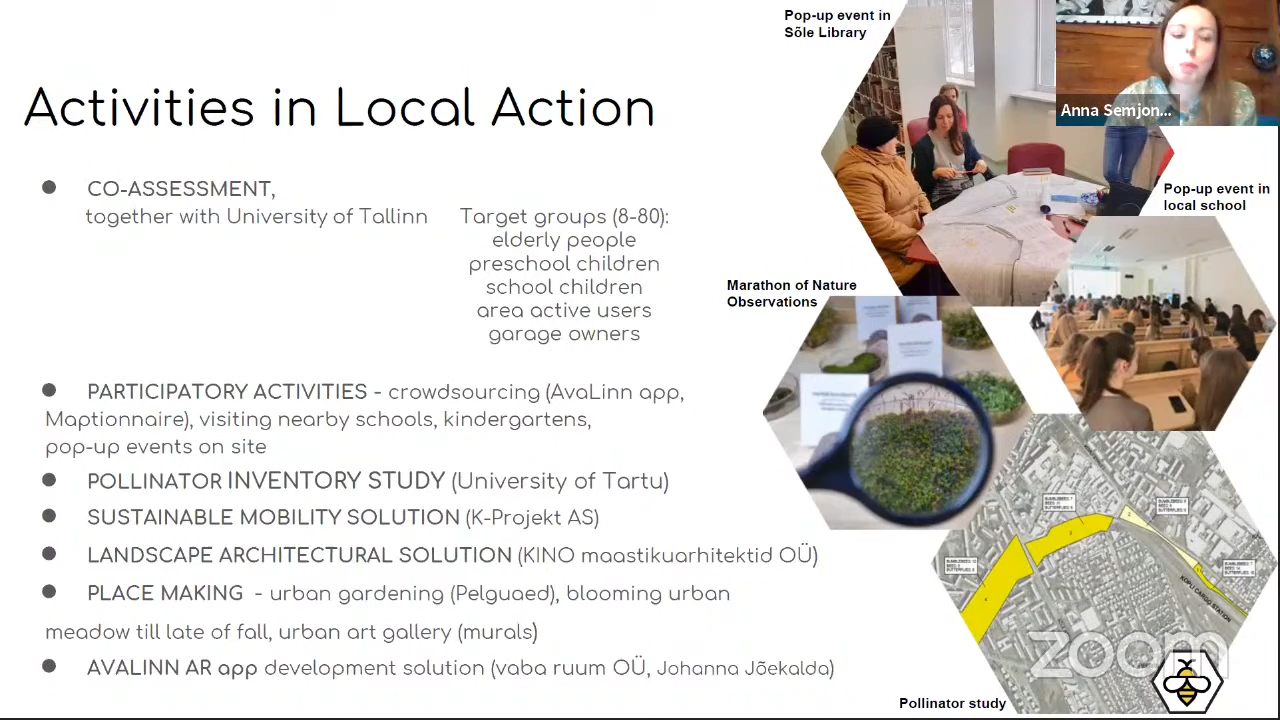 Pop-up event in
Sõle Library
Anna Semjon...
Activities in Local Action
CO-ASSESSMENT,
together with University of Tallinn
Target groups (8-80):
elderly people
preschool children
school children
area active users
garage owners
Pop-up event in
local school
Marathon of Nature
Observations
PARTICIPATORY ACTIVITIES - crowdsourcing (AvaLinn app,
Maptionnaire), visiting nearby schools, kindergartens,
pop-up events on site
POLLINATOR INVENTORY STUDY (University of Tartu)
SUSTAINABLE MOBILITY SOLUTION (K-Projekt AS)
LANDSCAPE ARCHITECTURAL SOLUTION (KINO maastikuarhitektid OÜ)
PLACE MAKING - urban gardening (Pelguaed), blooming urban
meadow till late of fall, urban art gallery (murals)
AVALINN AR app development solution (vaba ruum OÜ, Johanna Jõekalda)
KOPLI CARGO STATION
zoom
Pollinator study